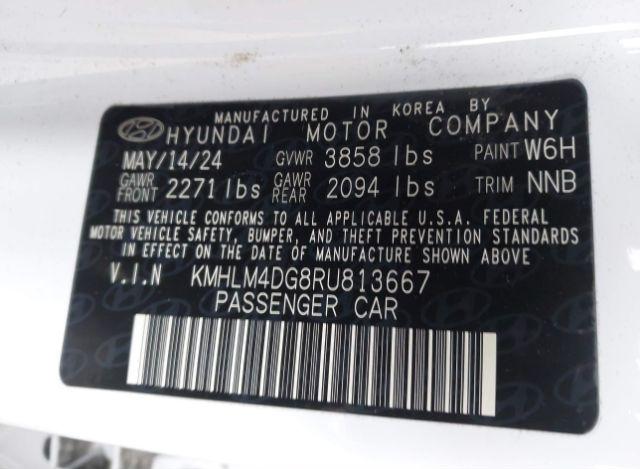 MANUFACTURED IN KOREA BY
HYUNDAI MOTOR COMPANY
MAY/14/24 GVWR 3858 lbs PAINT W6H
GAWR FRONT 2271 lbs GAWR REAR 2094 lbs TRIM NNB
THIS VEHICLE CONFORMS TO ALL APPLICABLE U.S.A. FEDERAL
MOTOR VEHICLE SAFETY, BUMPER, AND THEFT PREVENTION STANDARDS
IN EFFECT ON THE DATE OF MANUFACTURE SHOWN ABOVE.
V.I.N KMHLM4DG8RU813667
PASSENGER CAR